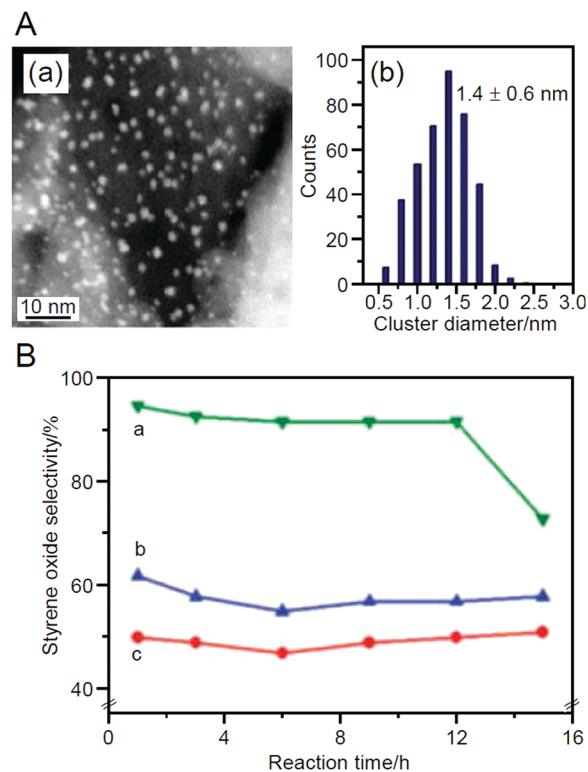 A
(a)
10 nm
(b)
1.4 ± 0.6 nm
Counts
100
80
60
40
20
0
0.5 1.0 1.5 2.0 2.5 3.0
Cluster diameter/nm
B
Styrene oxide selectivity/%
100
80
60
40
a
b
c
0 4 8 12 16
Reaction time/h